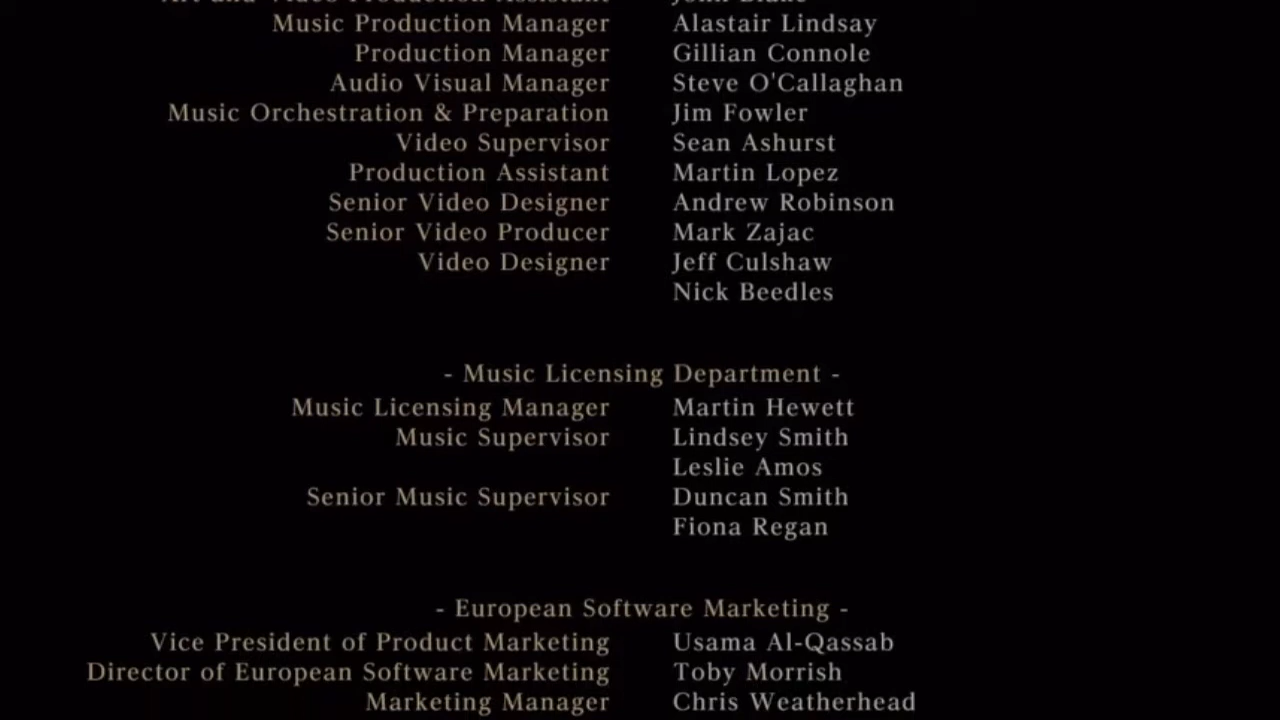 Music Production Manager Alastair Lindsay
Production Manager Gillian Connole
Audio Visual Manager Steve O'Callaghan
Music Orchestration & Preparation Jim Fowler
Video Supervisor Sean Ashurst
Production Assistant Martin Lopez
Senior Video Designer Andrew Robinson
Senior Video Producer Mark Zajac
Video Designer Jeff Culshaw
Nick Beedles
- Music Licensing Department -
Music Licensing Manager Martin Hewett
Music Supervisor Lindsey Smith
Leslie Amos
Senior Music Supervisor Duncan Smith
Fiona Regan
- European Software Marketing -
Vice President of Product Marketing Usama Al-Qassab
Director of European Software Marketing Toby Morrish
Marketing Manager Chris Weatherhead